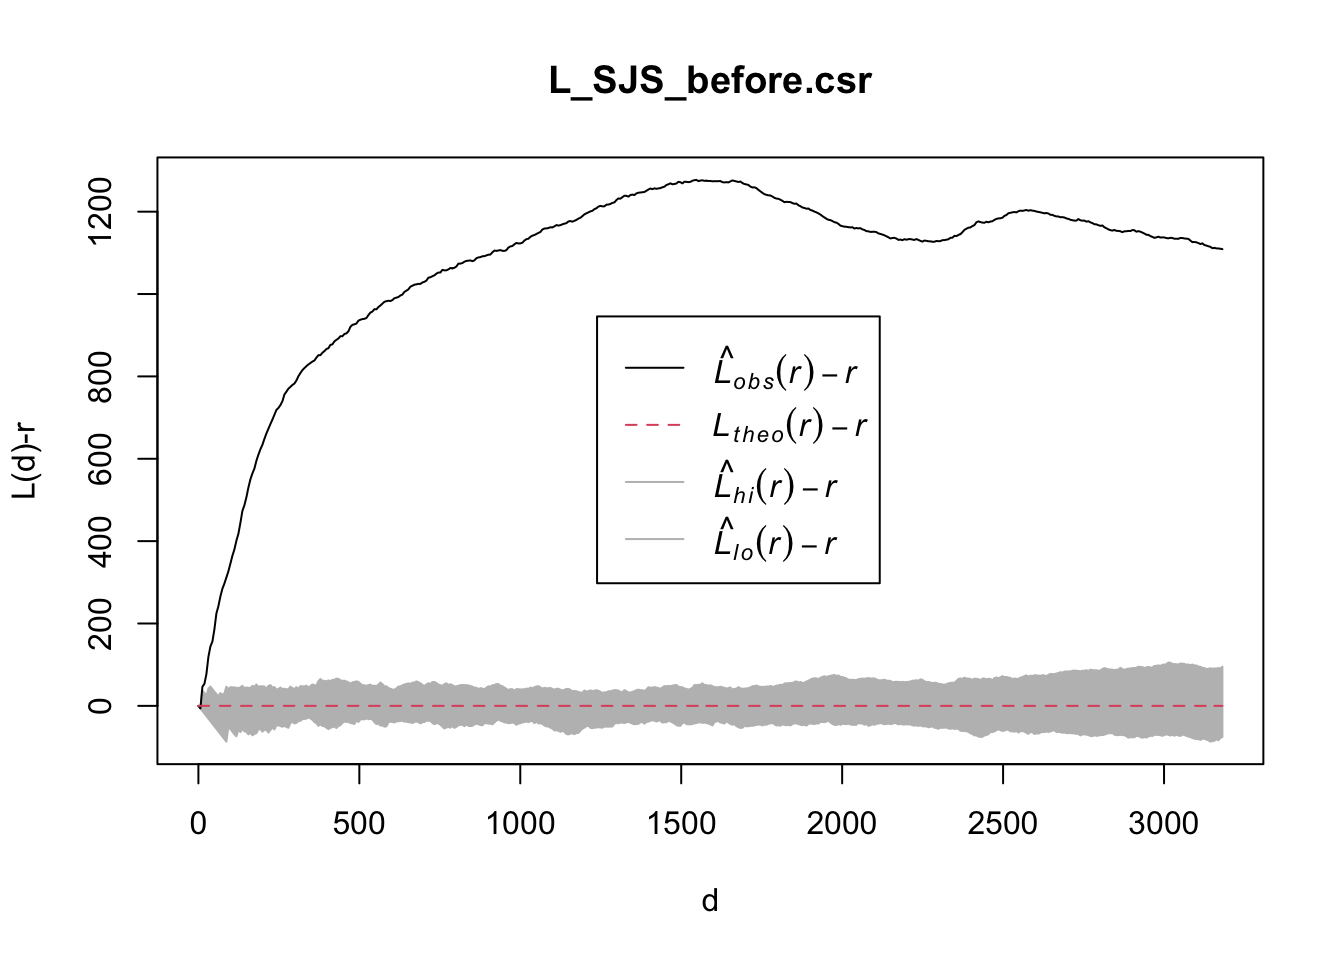 L_SJS_before.csr
L(d)-r
1200
800
600
400
200
0
L̂obs(r) − r
Ltheo(r) − r
L̂hi(r) − r
L̂lo(r) − r
0 500 1000 1500 2000 2500 3000
d